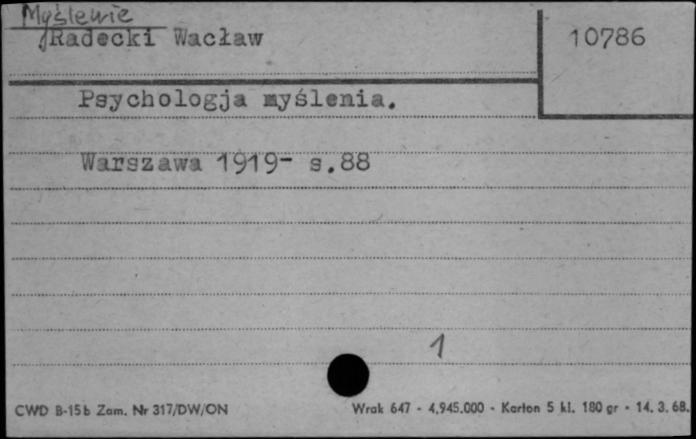 Myślenie
Radecki Wacław
10786
Psychologja myślenia.
Warszawa 1919- s.88
1
CWD B-15b Zam. Nr 317/DW/ON
Wrak 647 - 4.945.000 - Karton 5 kl. 180 gr - 14. 3. 68.